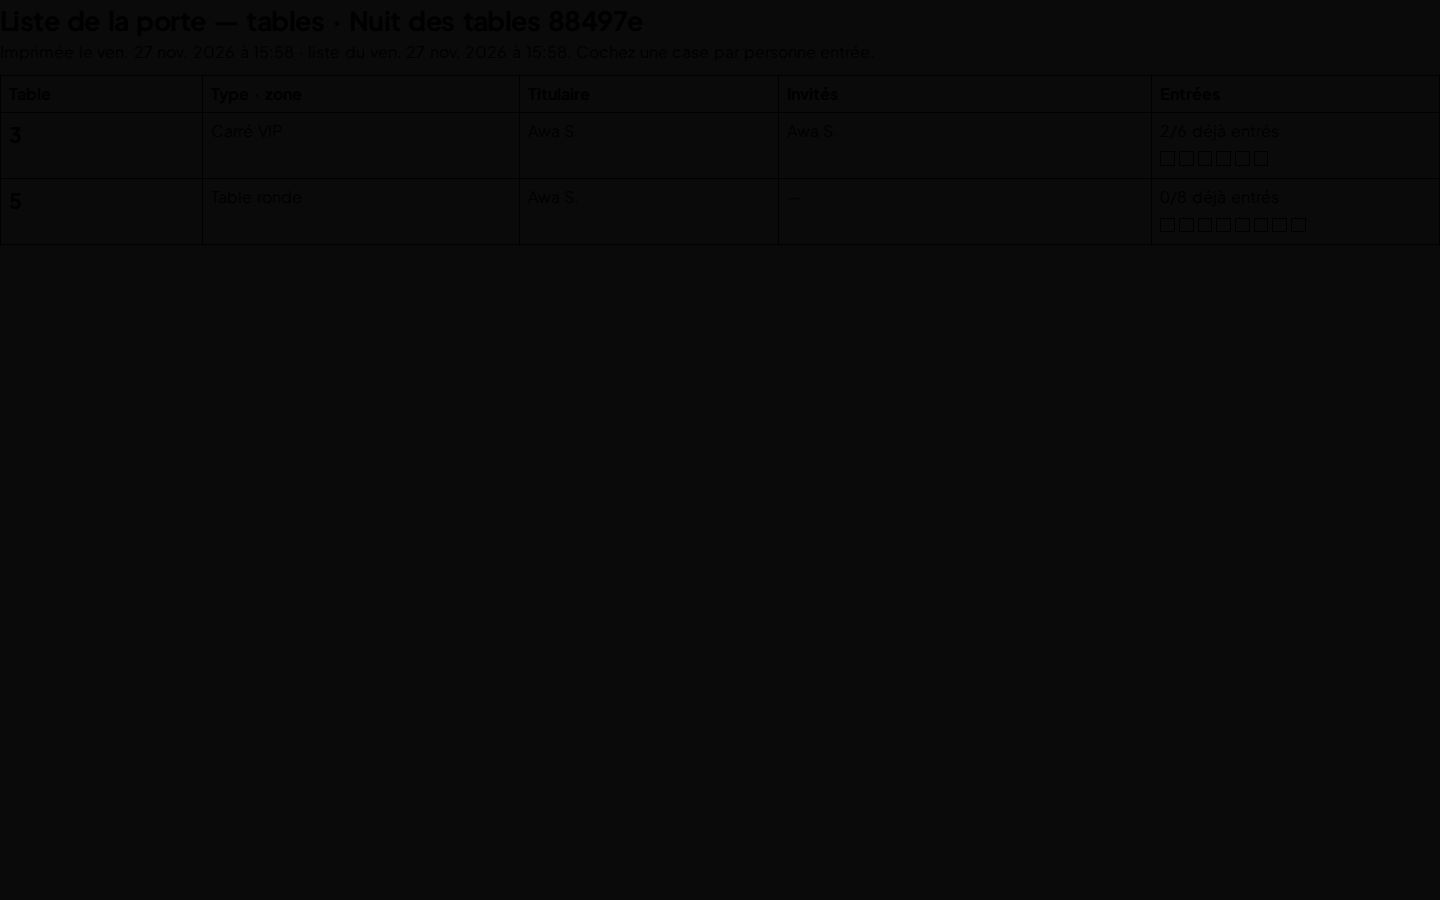 Liste de la porte — tables · Nuit des tables 88497e
Imprimée le ven. 27 nov. 2026 à 15:58 · liste du ven. 27 nov. 2026 à 15:58. Cochez une case par personne entrée.
Table Type · zone Titulaire Invités Entrées
3 Carré VIP Awa S. Awa S. 2/6 déjà entrés
5 Table ronde Awa S. — 0/8 déjà entrés